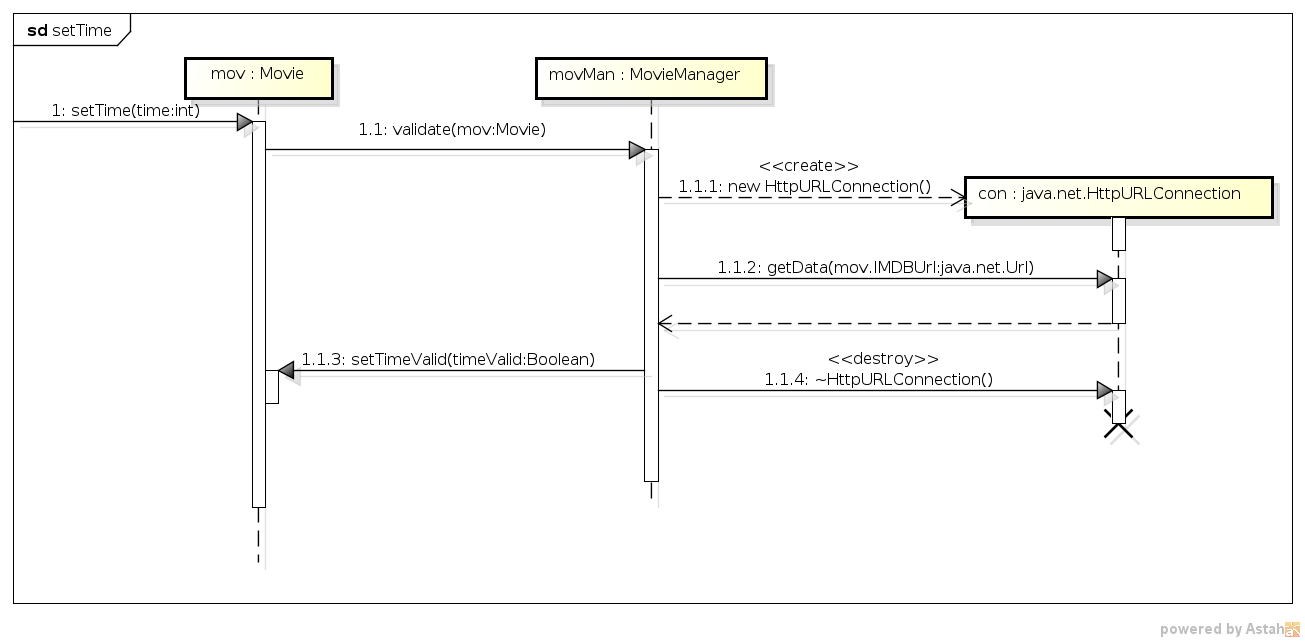 sd setTime
mov : Movie
movMan : MovieManager
1: setTime(time:int)
1.1: validate(mov:Movie)
<<create>>
1.1.1: new HttpURLConnection()
con : java.net.HttpURLConnection
1.1.2: getData(mov.IMDBUrl:java.net.Url)
1.1.3: setTimeValid(timeValid:Boolean)
<<destroy>>
1.1.4: ~HttpURLConnection()
powered by Astah